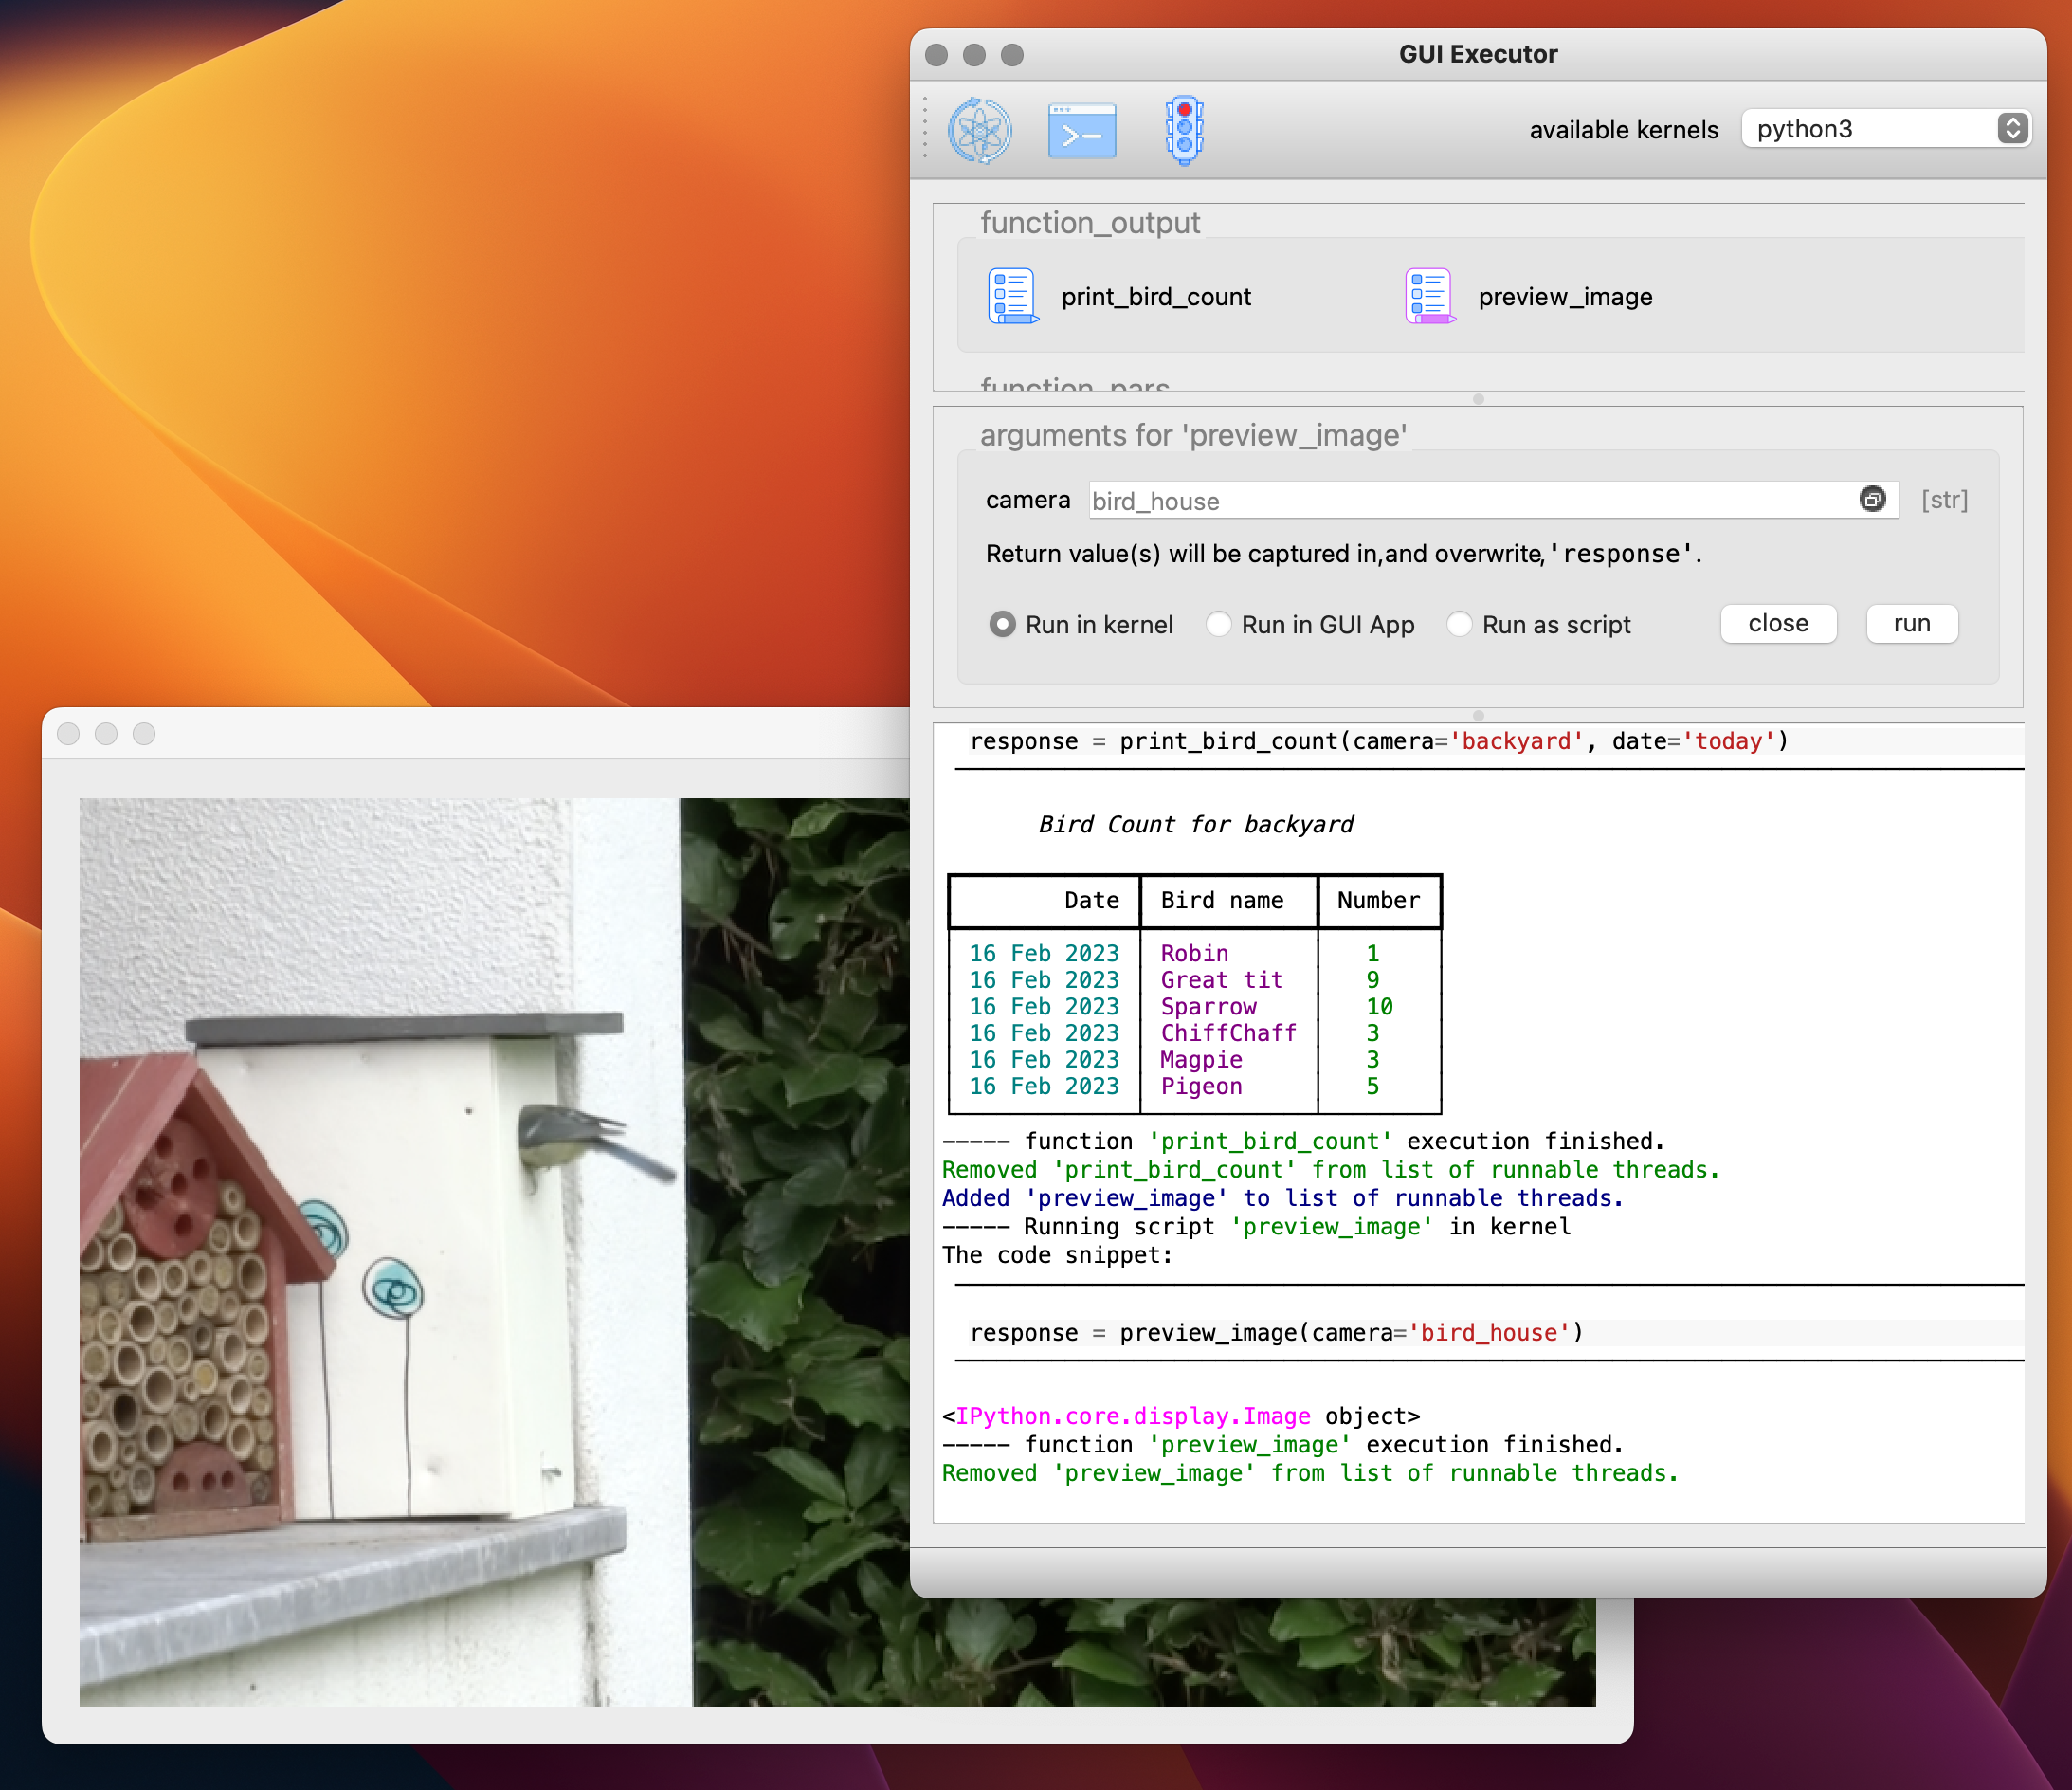 GUI Executor
available kernels python3
function_output
print_bird_count preview_image
function_pars
arguments for 'preview_image'
camera bird_house [str]
Return value(s) will be captured in,and overwrite,'response'.
Run in kernel Run in GUI App Run as script close run
response = print_bird_count(camera='backyard', date='today')
Bird Count for backyard
Date Bird name Number
16 Feb 2023 Robin 1
16 Feb 2023 Great tit 9
16 Feb 2023 Sparrow 10
16 Feb 2023 ChiffChaff 3
16 Feb 2023 Magpie 3
16 Feb 2023 Pigeon 5
----- function 'print_bird_count' execution finished.
Removed 'print_bird_count' from list of runnable threads.
Added 'preview_image' to list of runnable threads.
----- Running script 'preview_image' in kernel
The code snippet:
response = preview_image(camera='bird_house')
<IPython.core.display.Image object>
----- function 'preview_image' execution finished.
Removed 'preview_image' from list of runnable threads.